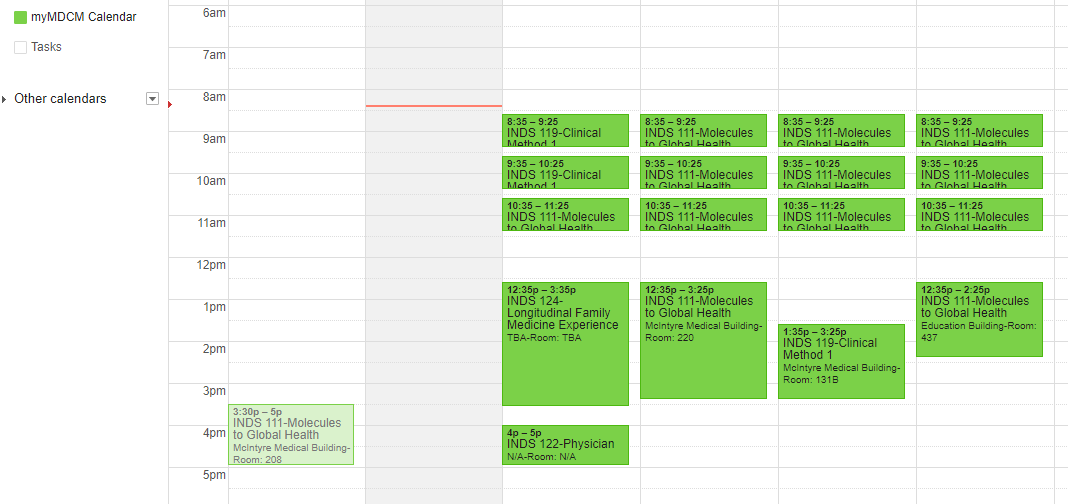 myMDCM Calendar
Tasks
Other calendars
6am
7am
8am
9am
10am
11am
12pm
1pm
2pm
3pm
4pm
5pm
3:30p – 5p
INDS 111-Molecules
to Global Health
McIntyre Medical Building-
Room: 208
8:35 – 9:25
INDS 119-Clinical
Method 1
9:35 – 10:25
INDS 119-Clinical
Method 1
10:35 – 11:25
INDS 111-Molecules
to Global Health
12:35p – 3:35p
INDS 124-
Longitudinal Family
Medicine Experience
TBA-Room: TBA
4p – 5p
INDS 122-Physician
N/A-Room: N/A
8:35 – 9:25
INDS 111-Molecules
to Global Health
9:35 – 10:25
INDS 111-Molecules
to Global Health
10:35 – 11:25
INDS 111-Molecules
to Global Health
12:35p – 3:25p
INDS 111-Molecules
to Global Health
McIntyre Medical Building-
Room: 220
8:35 – 9:25
INDS 111-Molecules
to Global Health
9:35 – 10:25
INDS 111-Molecules
to Global Health
10:35 – 11:25
INDS 111-Molecules
to Global Health
1:35p – 3:25p
INDS 119-Clinical
Method 1
McIntyre Medical Building-
Room: 131B
8:35 – 9:25
INDS 111-Molecules
to Global Health
9:35 – 10:25
INDS 111-Molecules
to Global Health
10:35 – 11:25
INDS 111-Molecules
to Global Health
12:35p – 2:25p
INDS 111-Molecules
to Global Health
Education Building-Room:
437